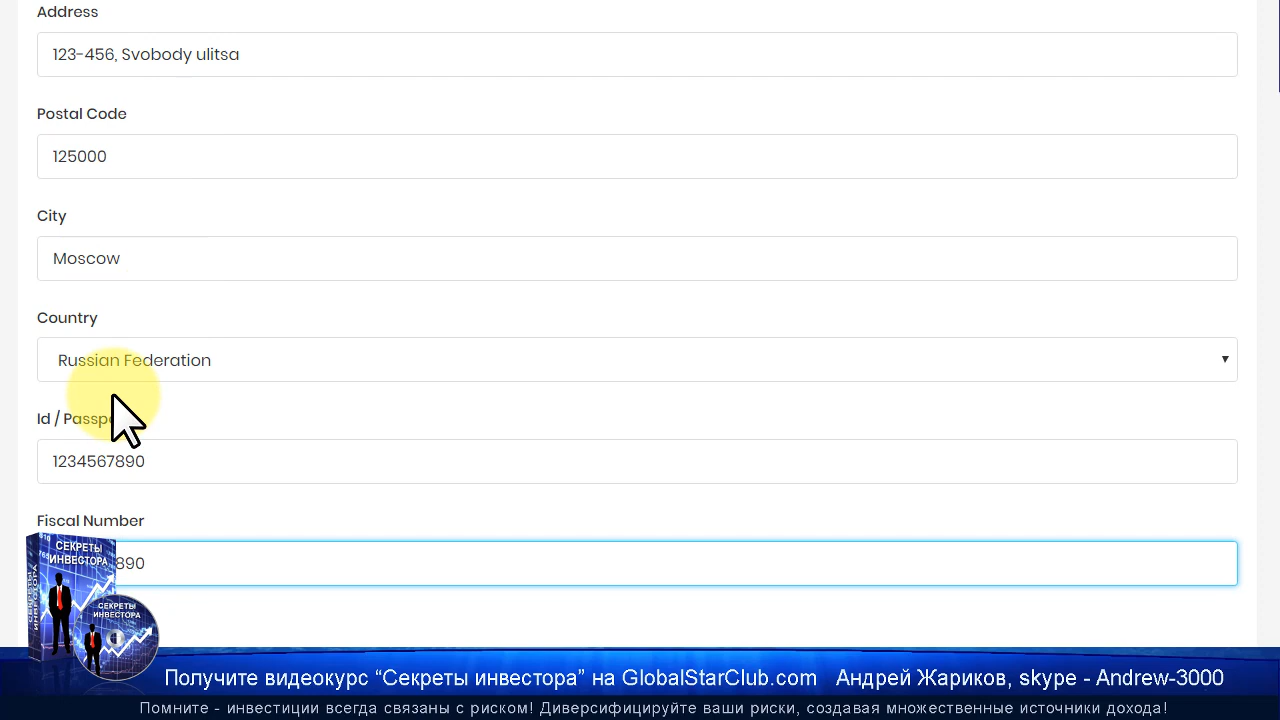 Address
123-456, Svobody ulitsa
Postal Code
125000
City
Moscow
Country
Russian Federation
Id /
1234567890
Fiscal Number
890
СЕКРЕТЫ
ИНВЕСТОРА
СЕКРЕТЫ
ИНВЕСТОРА
Получите видеокурс “Секреты инвестора” на GlobalStarClub.com Андрей Жариков, skype - Andrew-3000
Помните - инвестиции всегда связаны с риском! Диверсифицируйте ваши риски, создавая множественные источники дохода!